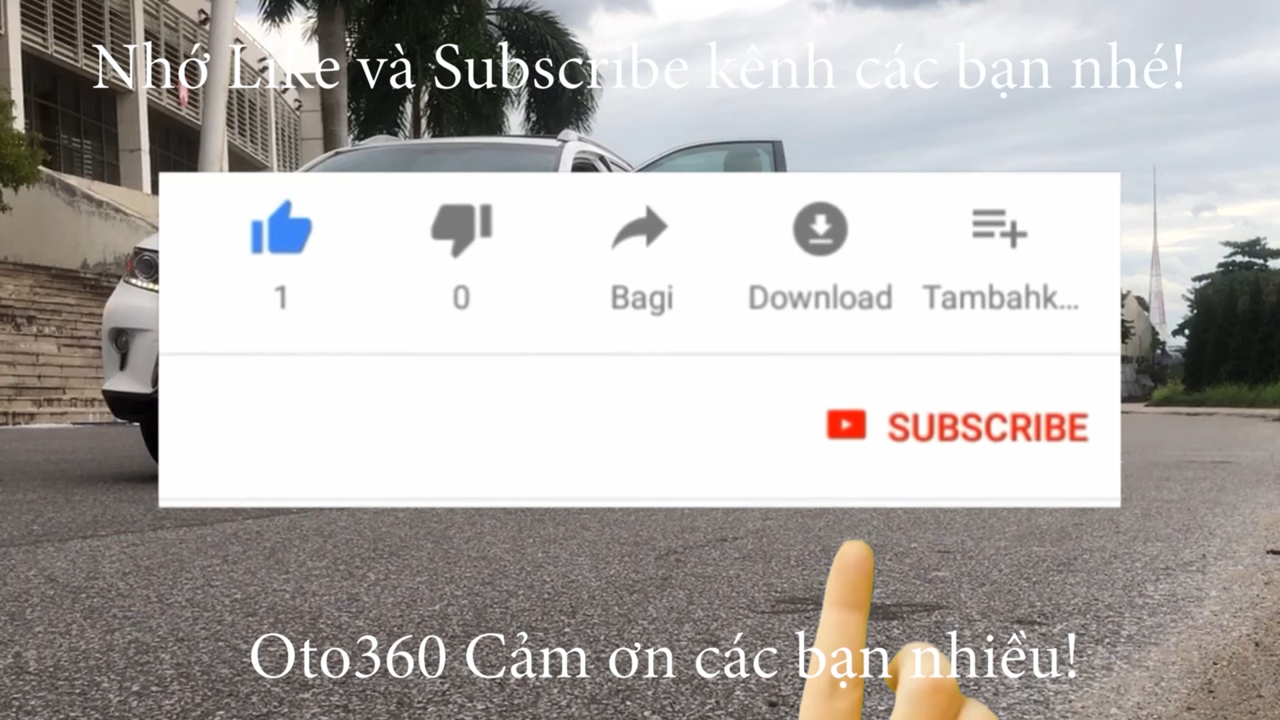 Nhớ Like và Subscribe kênh các bạn nhé!
1 0 Bagi Download Tambahk...
SUBSCRIBE
Oto360 Cảm ơn các bạn nhiều!